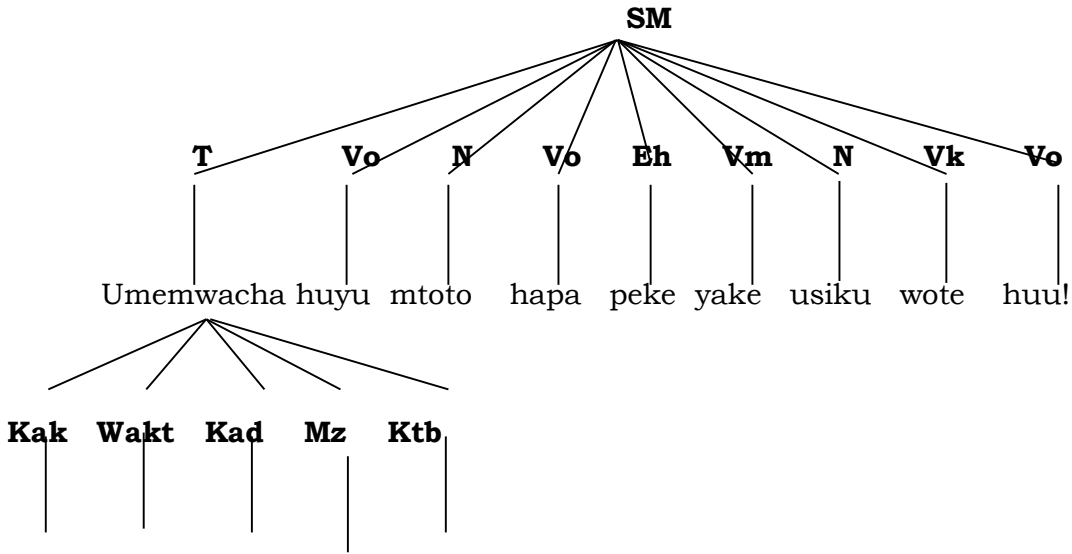 SM
T Vo N Vo Eh Vm N Vk Vo
Umemwacha huyu mtoto hapa peke yake usiku wote huu!
Kak Wakt Kad Mz Ktb